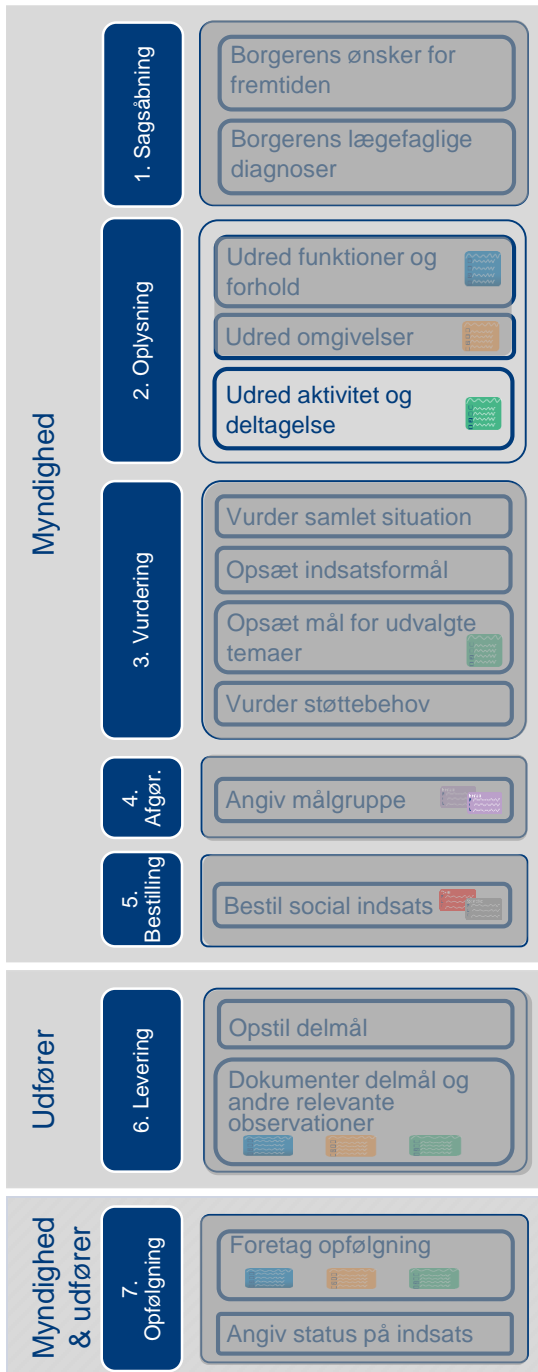 Myndighed
1. Sagsåbning
Borgerens ønsker for
fremtiden
Borgerens lægefaglige
diagnoser
2. Oplysning
Udred funktioner og
forhold
Udred omgivelser
Udred aktivitet og
deltagelse
3. Vurdering
Vurder samlet situation
Opsæt indsatsformål
Opsæt mål for udvalgte
temaer
Vurder støttebehov
4.
Afgør.
Angiv målgruppe
5.
Bestilling
Bestil social indsats
Udfører
6. Levering
Opstil delmål
Dokumenter delmål og
andre relevante
observationer
Myndighed
& udfører
7.
Opfølgning
Foretag opfølgning
Angiv status på indsats